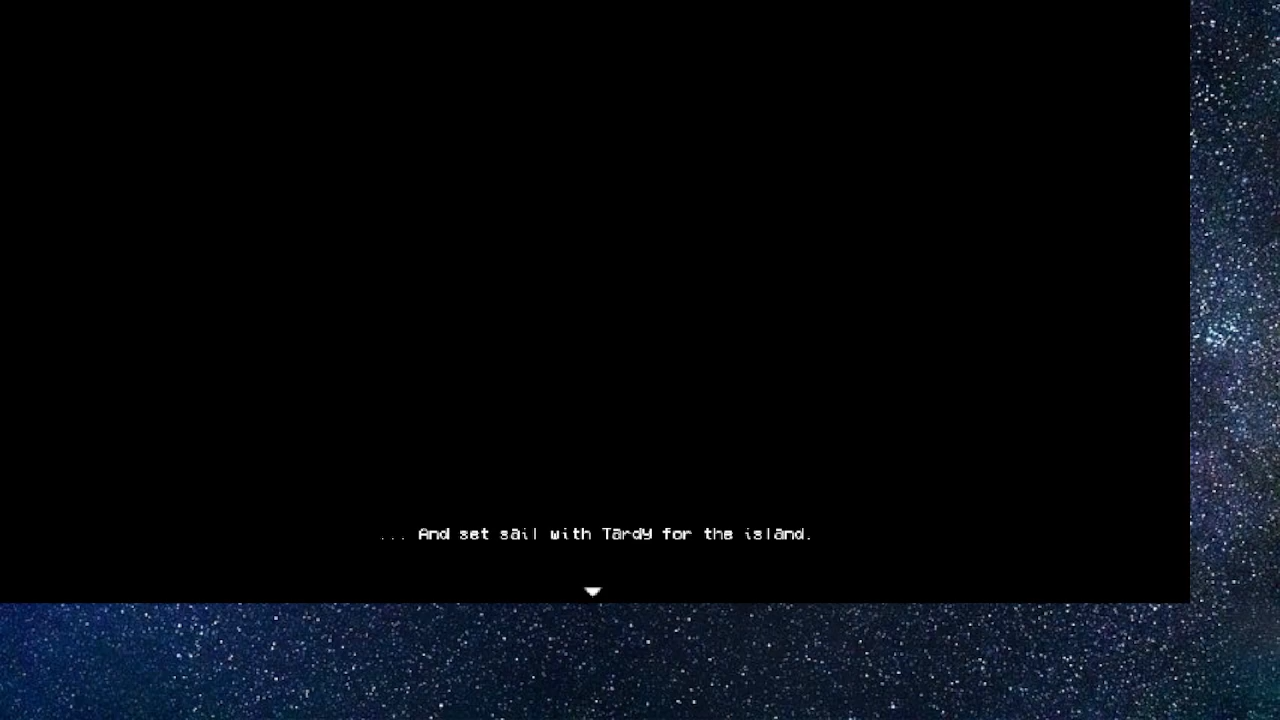 ... And set sail with Tardy for the island.